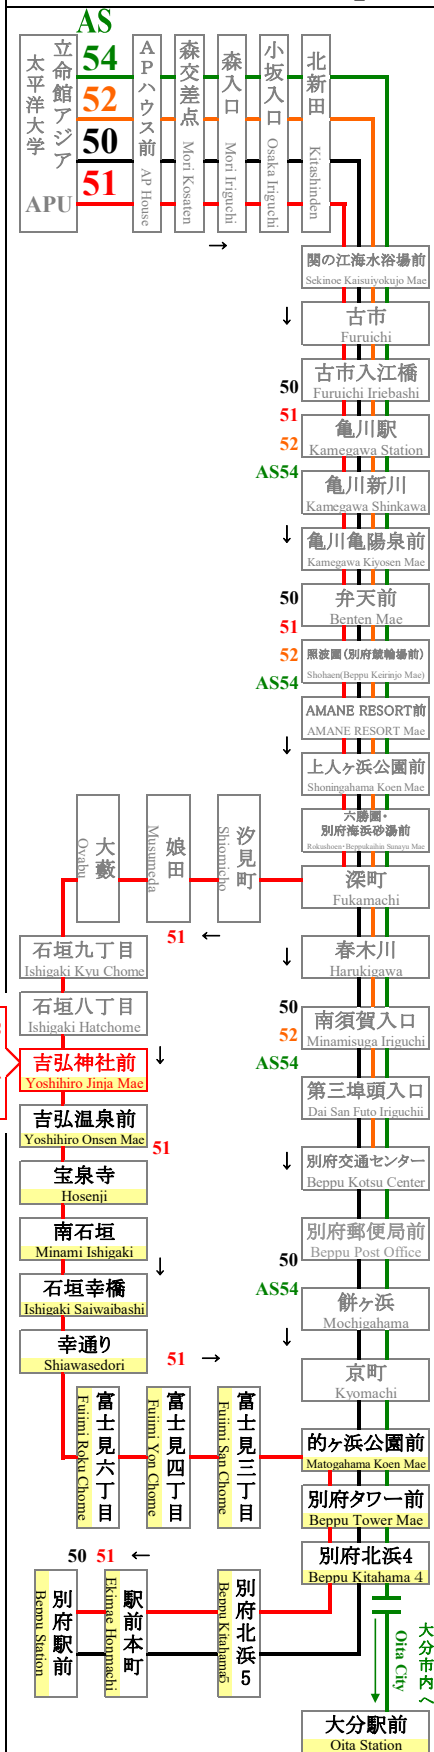 AS
54
52
50
51
立命館アジア
太平洋大学
APU
APハウス前
AP House
森交差点
Mori Kosaten
森入口
Mori Iriguchi
小坂入口
Osaka Iriguchi
北新田
Kitashinden
→
関の江海水浴場前
Sekinoe Kaisuiyokujo Mae
↓
古市
Furuichi
古市入江橋
Furuichi Iriebashi
50
51
52
AS54
亀川駅
Kamegawa Station
亀川新川
Kamegawa Shinkawa
↓
亀川亀陽泉前
Kamegawa Kiyosen Mae
弁天前
Benten Mae
50
51
52
AS54
照波園(別府競輪場前)
Shohaen(Beppu Keirinjo Mae)
AMANE RESORT前
AMANE RESORT Mae
↓
上人ヶ浜公園前
Shoningahama Koen Mae
六勝園・
別府海浜砂湯前
Rokushoen・Beppukaihin Sunayu Mae
深町
Fukamachi
汐見町
Shiomicho
娘田
Musumeda
大藪
Oyabu
51 ←
石垣九丁目
Ishigaki Kyu Chome
石垣八丁目
Ishigaki Hatchome
吉弘神社前
Yoshihiro Jinja Mae
↓
吉弘温泉前
Yoshihiro Onsen Mae
51
宝泉寺
Hosenji
南石垣
Minami Ishigaki
↓
石垣幸橋
Ishigaki Saiwaibashi
幸通り
Shiawasedori
51 →
富士見六丁目
Fujimi Roku Chome
富士見四丁目
Fujimi Yon Chome
富士見三丁目
Fujimi San Chome
↓
春木川
Harukigawa
50
52
AS54
南須賀入口
Minamisuga Iriguchi
第三埠頭入口
Dai San Futo Iriguchii
↓
別府交通センター
Beppu Kotsu Center
別府郵便局前
Beppu Post Office
50
AS54
餅ヶ浜
Mochigahama
↓
京町
Kyomachi
的ヶ浜公園前
Matogahama Koen Mae
別府タワー前
Beppu Tower Mae
別府北浜4
Beppu Kitahama 4
50 51 ←
別府北浜5
Beppu Kitahama5
駅前本町
Ekimae Honmachi
別府駅前
Beppu Station
大分市内へ
Oita City
↓
大分駅前
Oita Station